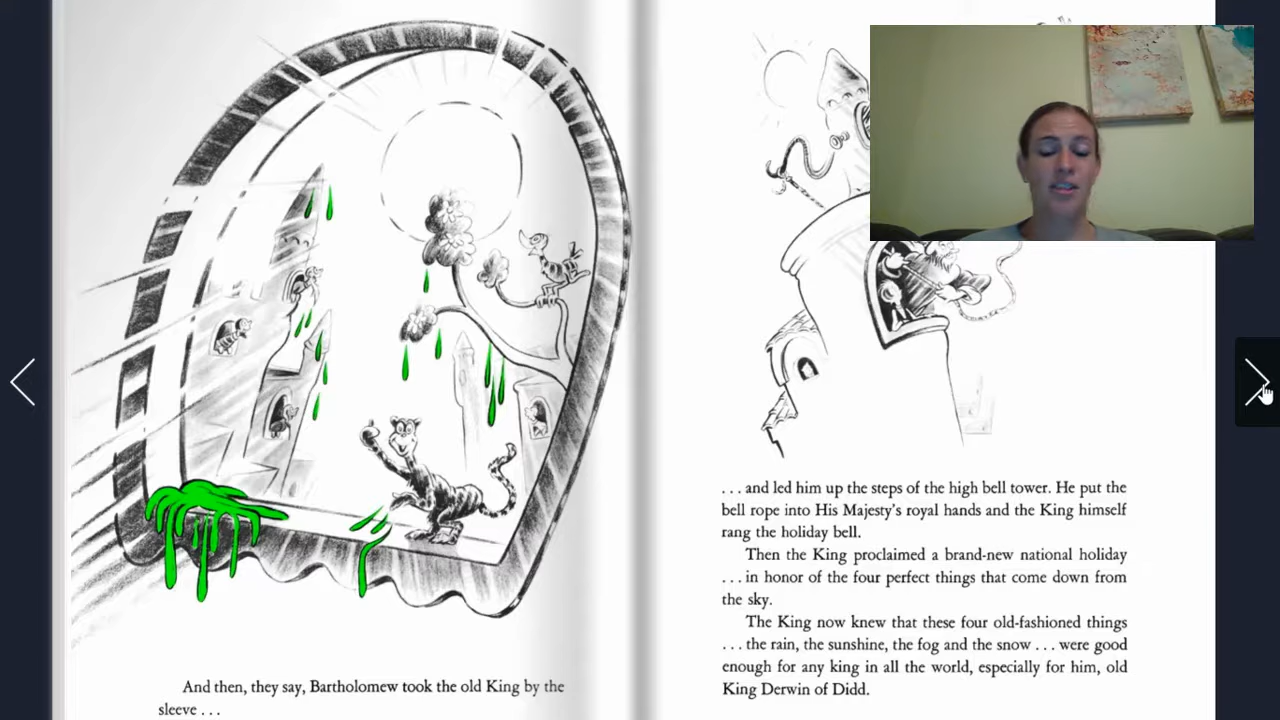 And then, they say, Bartholomew took the old King by the
sleeve . . .
. . . and led him up the steps of the high bell tower. He put the
bell rope into His Majesty's royal hands and the King himself
rang the holiday bell.
Then the King proclaimed a brand-new national holiday
. . . in honor of the four perfect things that come down from
the sky.
The King now knew that these four old-fashioned things
. . . the rain, the sunshine, the fog and the snow . . . were good
enough for any king in all the world, especially for him, old
King Derwin of Didd.